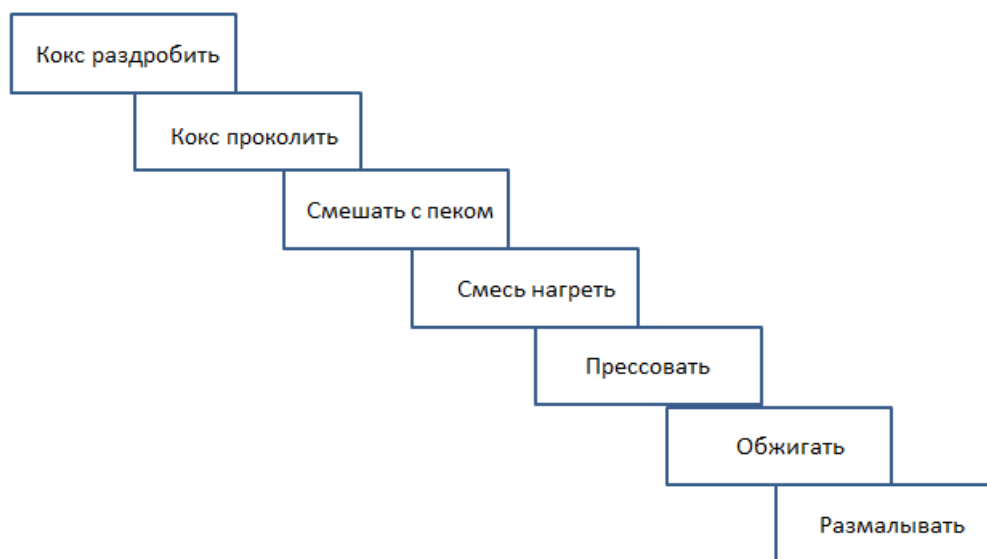 Кокс раздробить
Кокс проколить
Смешать с пеком
Смесь нагреть
Прессовать
Обжигать
Размалывать